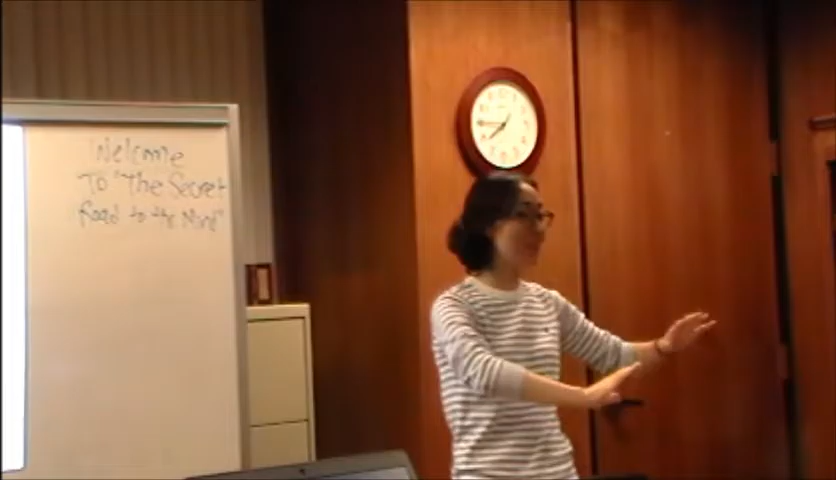 Welcome
To "The Secret
Road to the Mind"